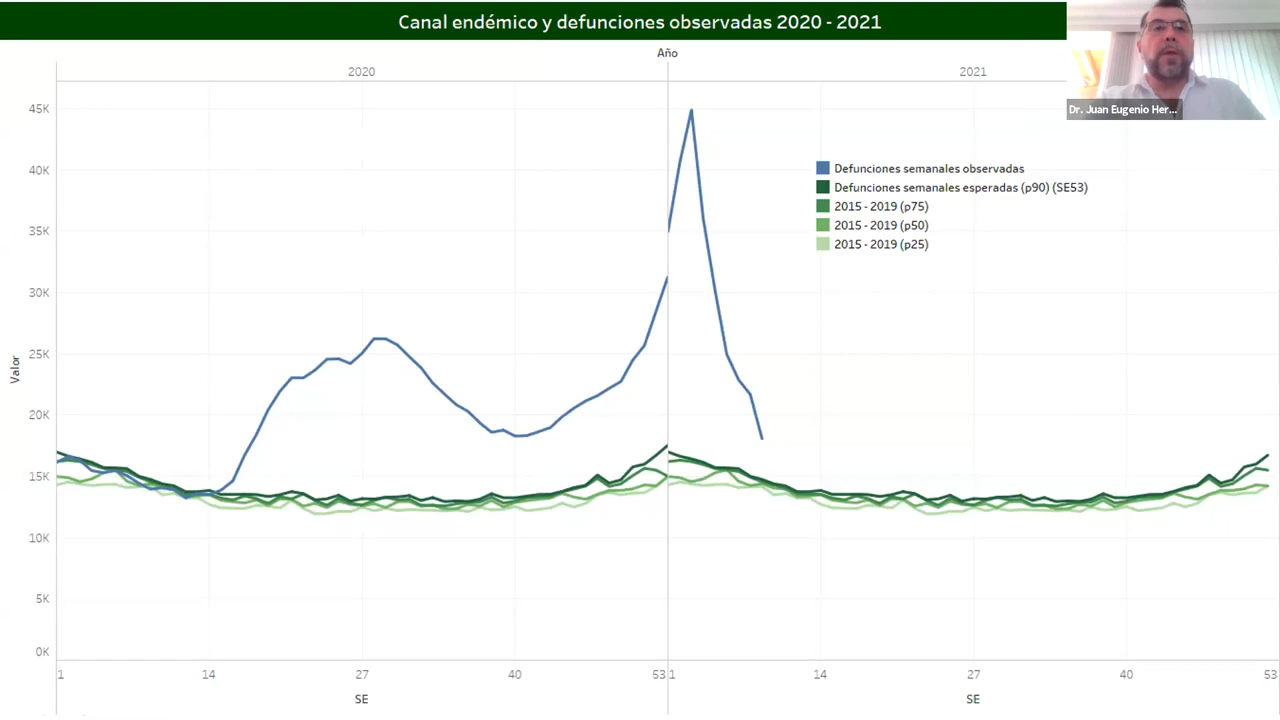 Canal endémico y defunciones observadas 2020 - 2021
Dr. Juan Eugenio Her...
Año
2020
2021
45K
40K
35K
30K
25K
20K
15K
10K
5K
0K
Valor
Defunciones semanales observadas
Defunciones semanales esperadas (p90) (SE53)
2015 - 2019 (p75)
2015 - 2019 (p50)
2015 - 2019 (p25)
1 14 27 40 53 1 14 27 40 53
SE SE